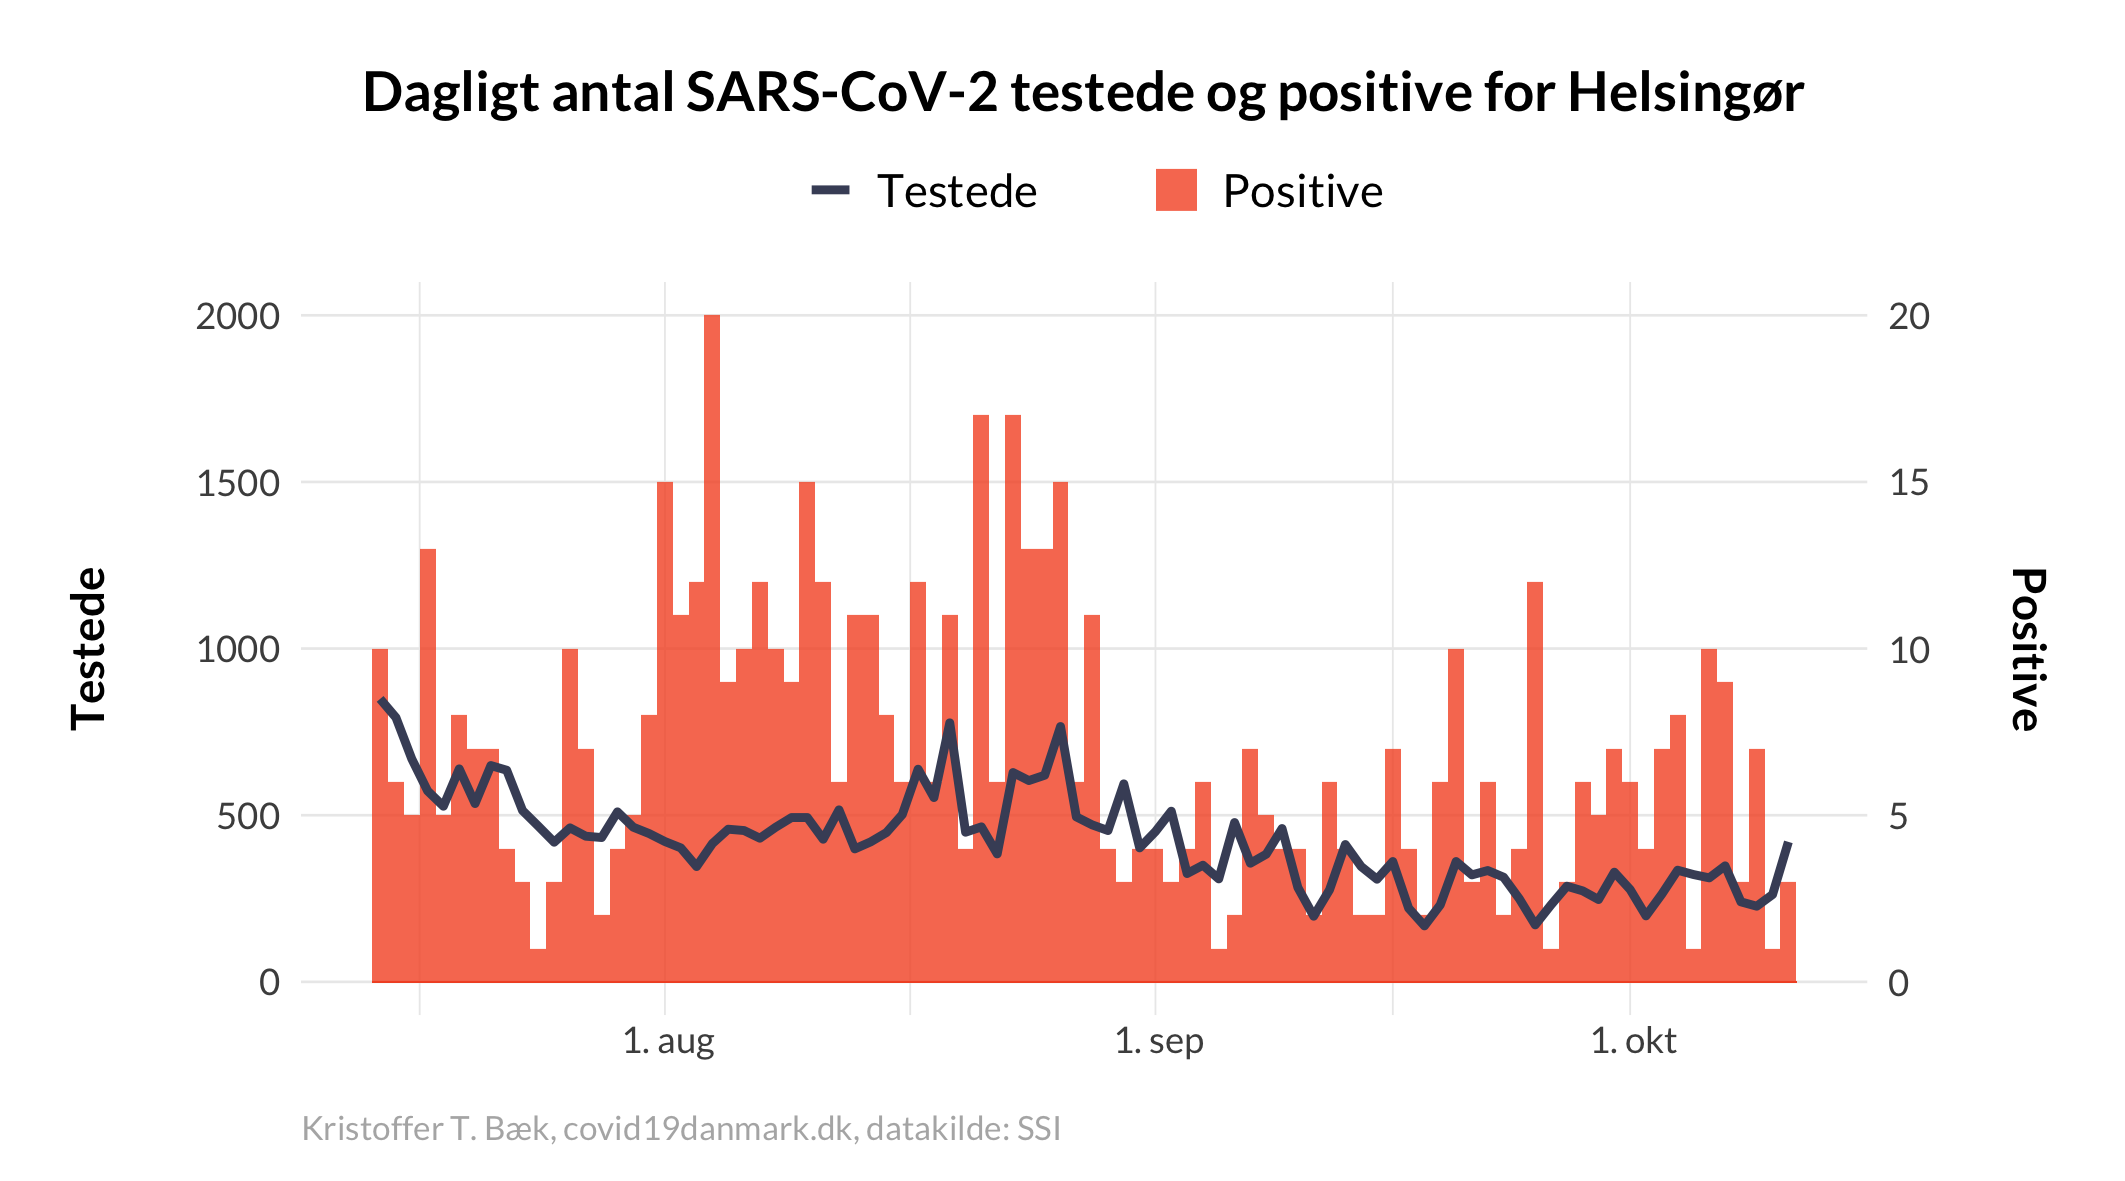 Dagligt antal SARS-CoV-2 testede og positive for Helsingør
Testede
Positive
2000
1500
1000
500
0
20
15
10
5
0
Testede
Positive
1. aug
1. sep
1. okt
Kristoffer T. Bæk, covid19danmark.dk, datakilde: SSI